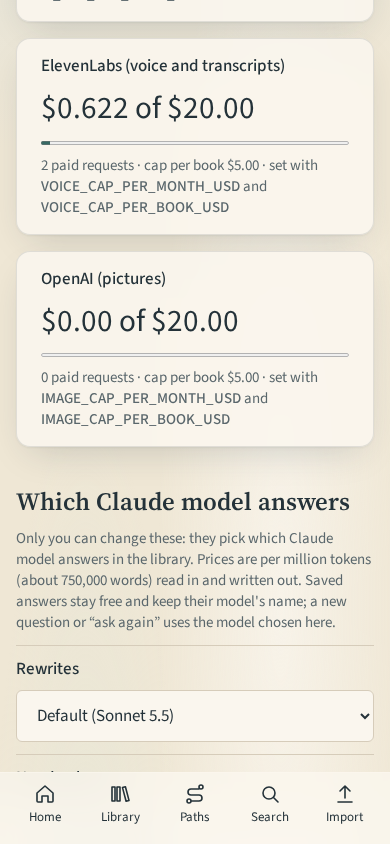 ElevenLabs (voice and transcripts)
$0.622 of $20.00
2 paid requests · cap per book $5.00 · set with
VOICE_CAP_PER_MONTH_USD and
VOICE_CAP_PER_BOOK_USD
OpenAI (pictures)
$0.00 of $20.00
0 paid requests · cap per book $5.00 · set with
IMAGE_CAP_PER_MONTH_USD and
IMAGE_CAP_PER_BOOK_USD
Which Claude model answers
Only you can change these: they pick which Claude
model answers in the library. Prices are per million tokens
(about 750,000 words) read in and written out. Saved
answers stay free and keep their model's name; a new
question or “ask again” uses the model chosen here.
Rewrites
Default (Sonnet 5.5)
Home
Library
Paths
Search
Import